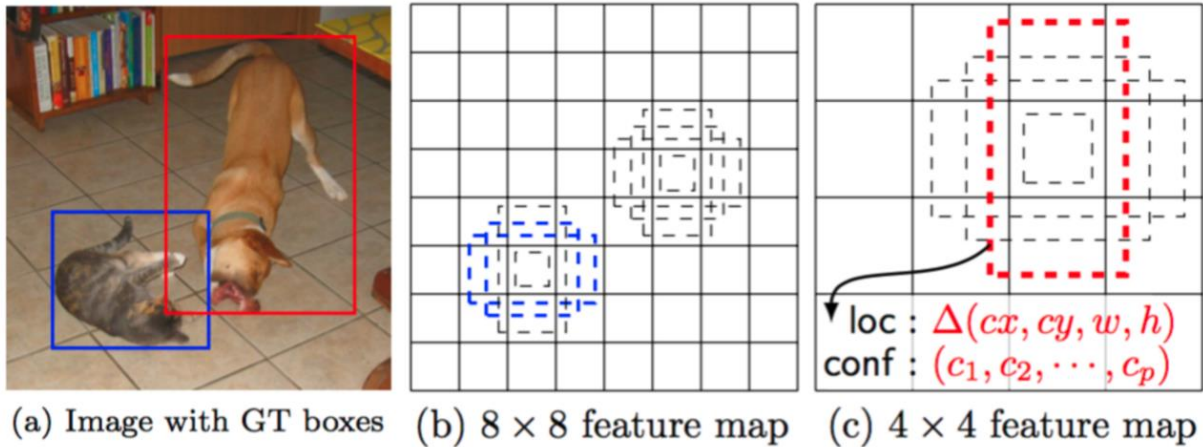 loc : Δ(cx, cy, w, h)
conf : (c₁, c₂, ⋯, cₚ)
(a) Image with GT boxes
(b) 8 × 8 feature map
(c) 4 × 4 feature map